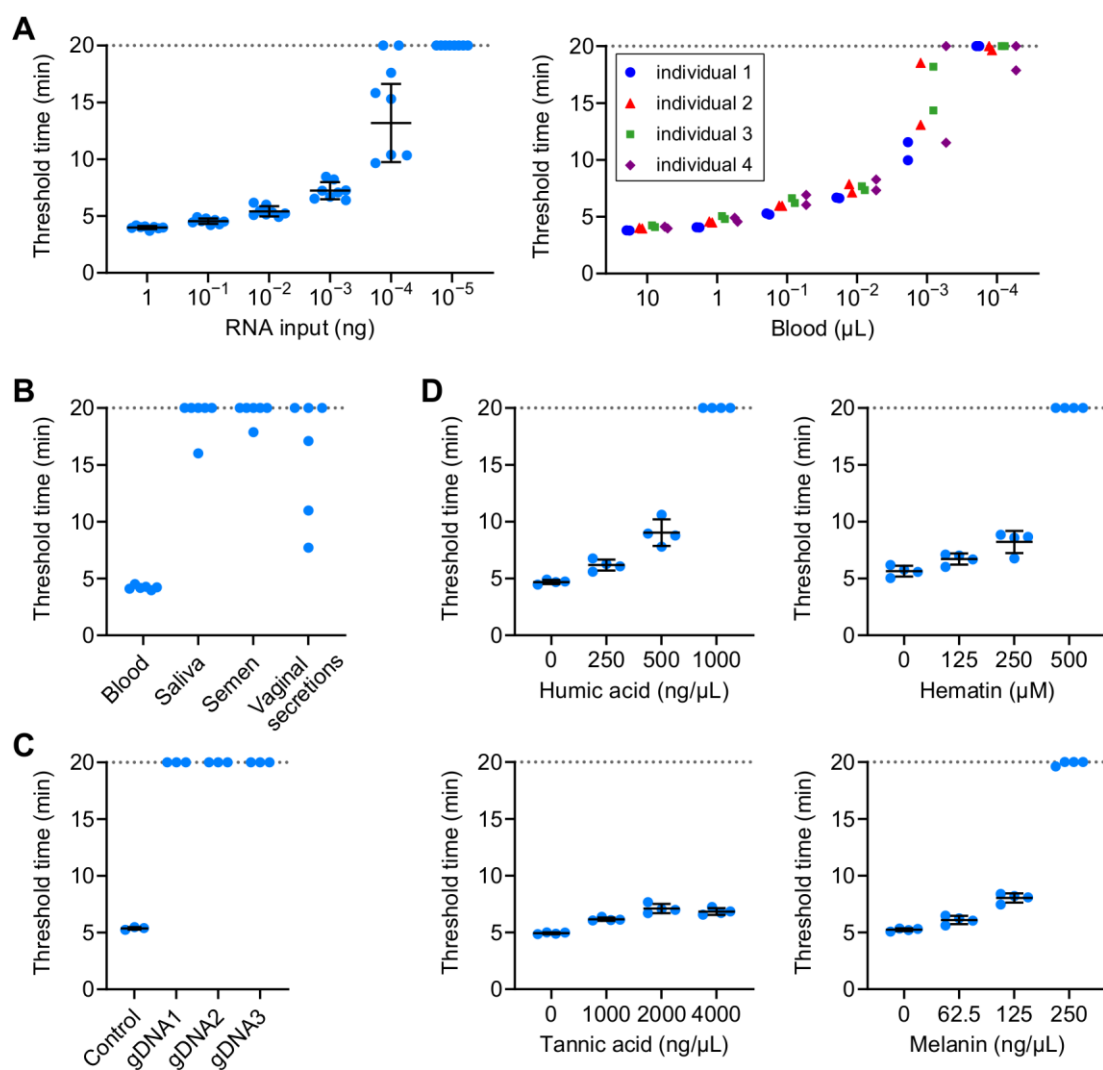 A
Threshold time (min)
20
15
10
5
0
1
10⁻¹
10⁻²
10⁻³
10⁻⁴
10⁻⁵
RNA input (ng)
Threshold time (min)
20
15
10
5
0
individual 1
individual 2
individual 3
individual 4
10
1
10⁻¹
10⁻²
10⁻³
10⁻⁴
Blood (µL)
B
Threshold time (min)
20
15
10
5
0
Blood
Saliva
Semen
Vaginal
secretions
D
Threshold time (min)
20
15
10
5
0
0
250
500
1000
Humic acid (ng/µL)
Threshold time (min)
20
15
10
5
0
0
125
250
500
Hematin (µM)
C
Threshold time (min)
20
15
10
5
0
Control
gDNA1
gDNA2
gDNA3
Threshold time (min)
20
15
10
5
0
0
1000
2000
4000
Tannic acid (ng/µL)
Threshold time (min)
20
15
10
5
0
0
62.5
125
250
Melanin (ng/µL)